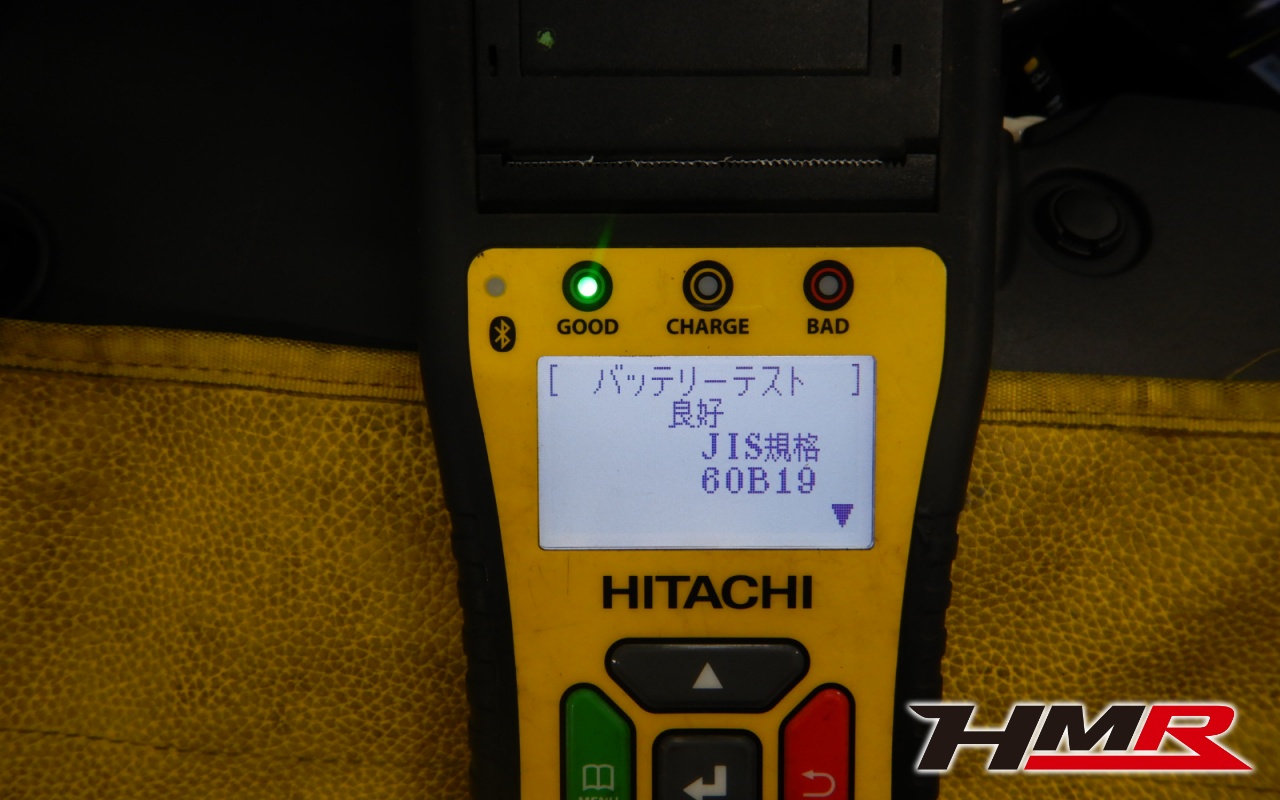 GOOD CHARGE BAD
[ バッテリーテスト ]
良好
JIS規格
60B19
HITACHI
MENU
HMR